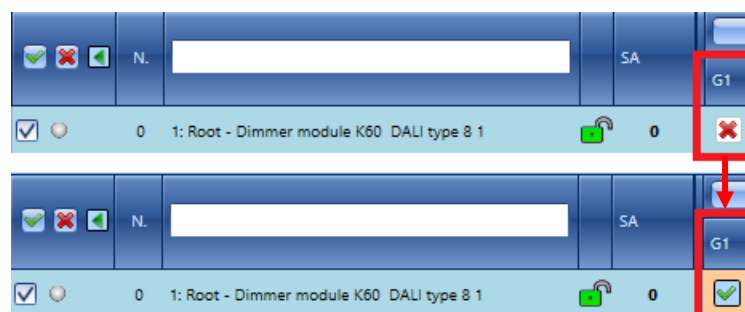 N. SA
G1
0 1: Root - Dimmer module K60 DALI type 8 1 0
N. SA
G1
0 1: Root - Dimmer module K60 DALI type 8 1 0